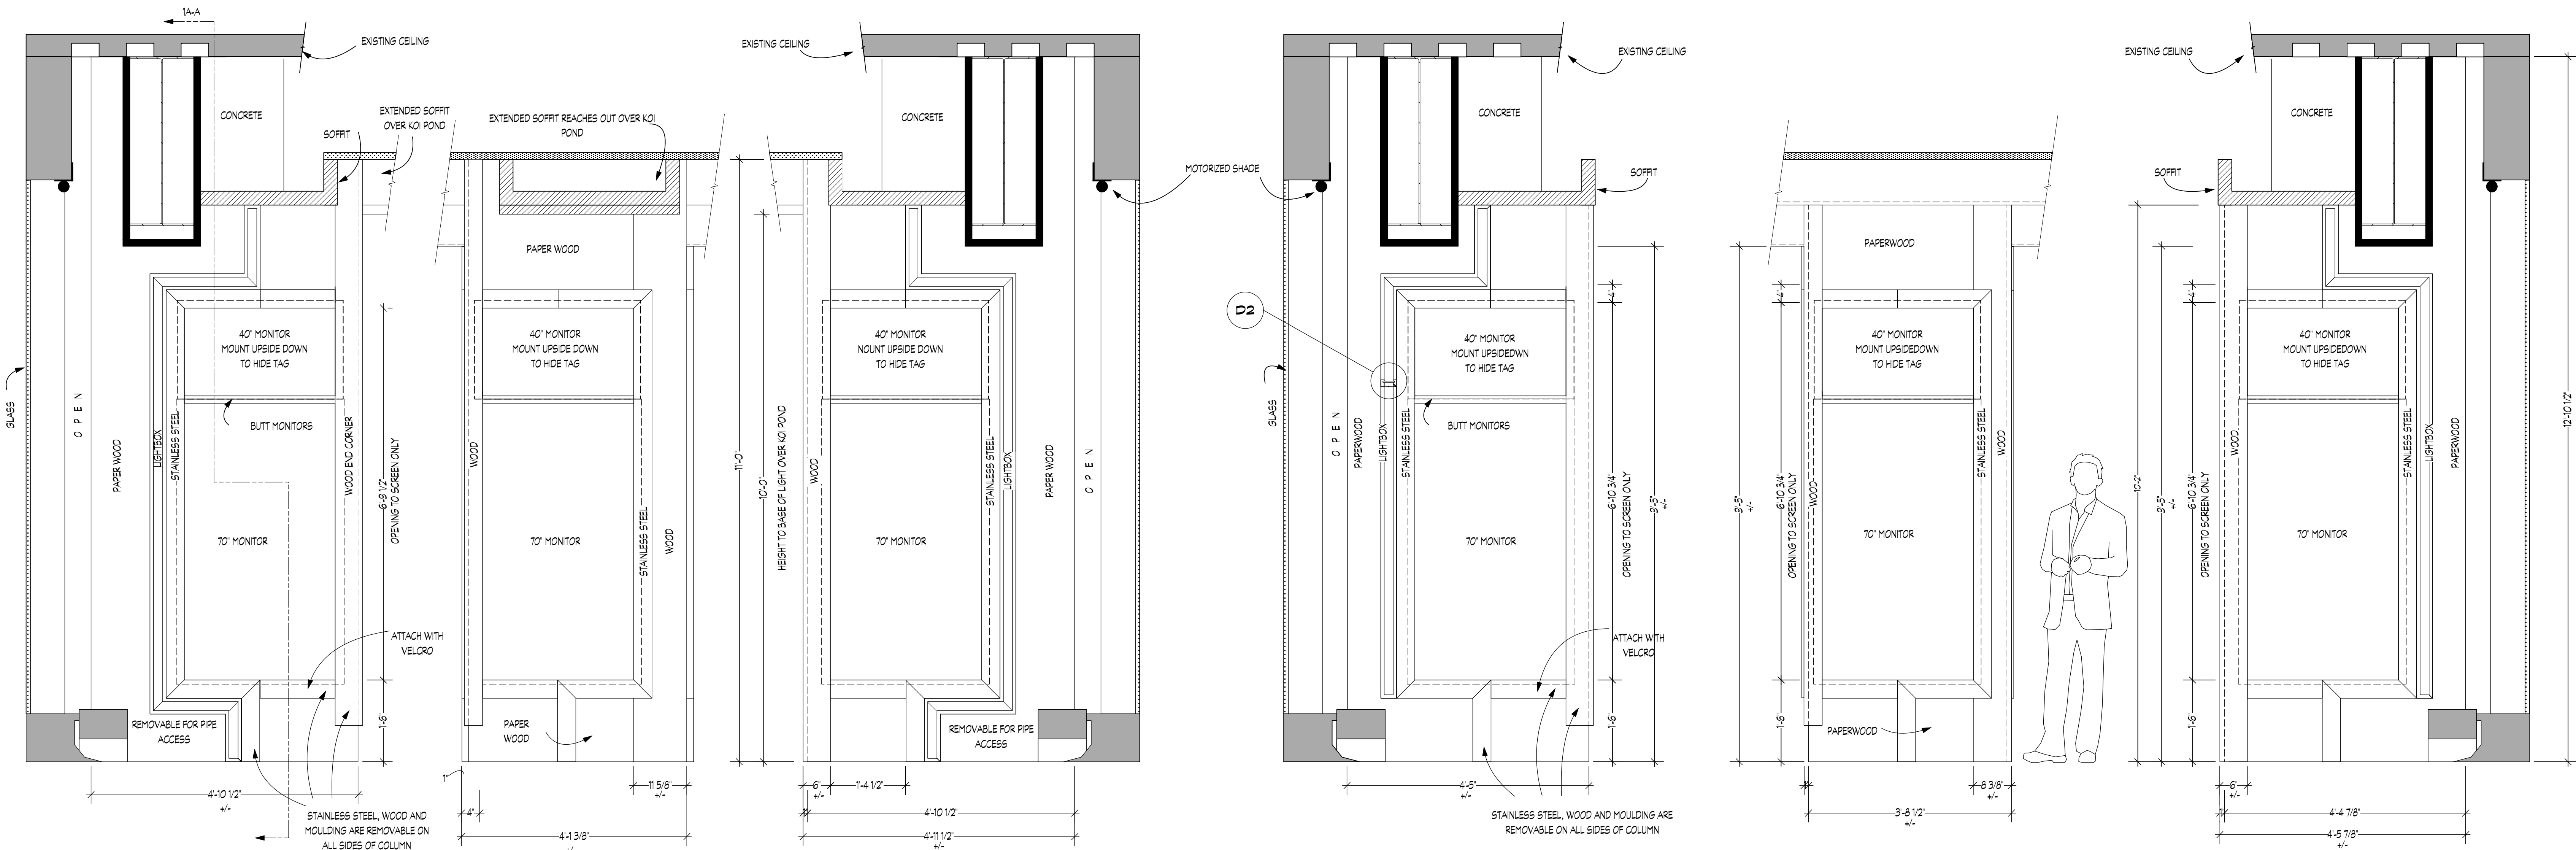 1A-A
EXISTING CEILING
CONCRETE
SOFFIT
EXTENDED SOFFIT
OVER KOI POND
40" MONITOR
MOUNT UPSIDE DOWN
TO HIDE TAG
BUTT MONITORS
GLASS
O P E N
PAPER WOOD
LIGHTBOX
STAINLESS STEEL
WOOD END CORNER
6'-9 1/2"
OPENING TO SCREEN ONLY
70" MONITOR
ATTACH WITH
VELCRO
1'-6"
REMOVABLE FOR PIPE
ACCESS
4'-10 1/2"
+/-
STAINLESS STEEL, WOOD AND
MOULDING ARE REMOVABLE ON
ALL SIDES OF COLUMN
EXTENDED SOFFIT REACHES OUT OVER KOI
POND
PAPER WOOD
40" MONITOR
MOUNT UPSIDE DOWN
TO HIDE TAG
WOOD
70" MONITOR
STAINLESS STEEL
WOOD
PAPER
WOOD
1"
4"
11 5/8"
+/-
4'-1 3/8"
+/-
11'-0"
10'-0"
HEIGHT TO BASE OF LIGHT OVER KOI POND
EXISTING CEILING
CONCRETE
MOTORIZED SHADE
40" MONITOR
NOUNT UPSIDE DOWN
TO HIDE TAG
WOOD
70" MONITOR
STAINLESS STEEL
LIGHTBOX
PAPER WOOD
O P E N
REMOVABLE FOR PIPE
ACCESS
6"
+/-
1'-4 1/2"
1"
4'-10 1/2"
4'-11 1/2"
+/-
EXISTING CEILING
CONCRETE
SOFFIT
D2
GLASS
O P E N
PAPERWOOD
LIGHTBOX
STAINLESS STEEL
40" MONITOR
MOUNT UPSIDEDWN
TO HIDE TAG
BUTT MONITORS
70" MONITOR
4"
6'-10 3/4"
OPENING TO SCREEN ONLY
9'-5"
+/-
ATTACH WITH
VELCRO
1'-6"
4'-5"
+/-
STAINLESS STEEL, WOOD AND MOULDING ARE
REMOVABLE ON ALL SIDES OF COLUMN
PAPERWOOD
9'-5"
+/-
4"
6'-10 3/4"
OPENING TO SCREEN ONLY
1'-6"
WOOD
40" MONITOR
MOUNT UPSIDEDOWN
TO HIDE TAG
70" MONITOR
STAINLESS STEEL
WOOD
PAPERWOOD
1"
8 3/8"
+/-
3'-8 1/2"
+/-
EXISTING CEILING
CONCRETE
SOFFIT
10'-2"
9'-5"
+/-
4"
6'-10 3/4"
OPENING TO SCREEN ONLY
1'-6"
WOOD
40" MONITOR
MOUNT UPSIDEDOWN
TO HIDE TAG
70" MONITOR
STAINLESS STEEL
LIGHTBOX
PAPERWOOD
12'-10 1/2"
6"
+/-
1"
4'-4 7/8"
4'-5 7/8"
+/-